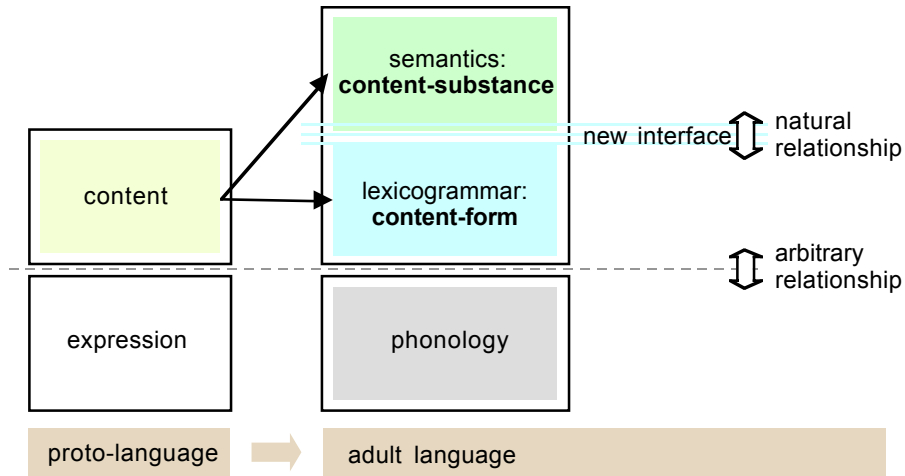 semantics:
content-substance
new interface
natural
relationship
content
lexicogrammar:
content-form
arbitrary
relationship
expression
phonology
proto-language
adult language